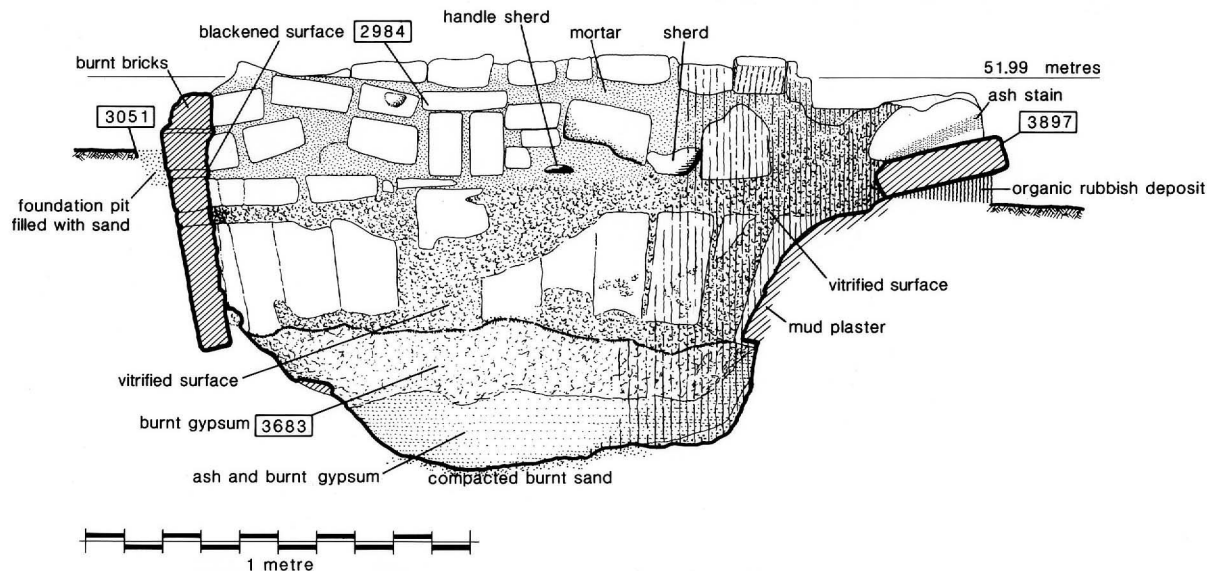 handle sherd
blackened surface 2984
mortar
sherd
burnt bricks
51.99 metres
ash stain
3051
3897
organic rubbish deposit
foundation pit
filled with sand
vitrified surface
mud plaster
vitrified surface
burnt gypsum 3683
ash and burnt gypsum
compacted burnt sand
1 metre